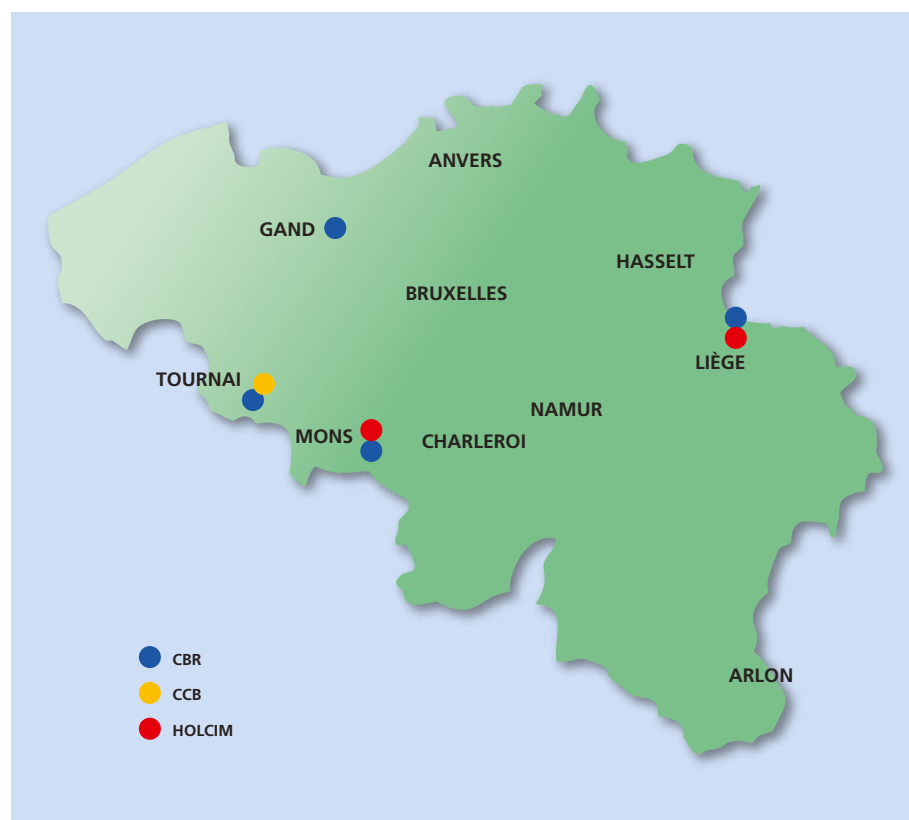 ANVERS
GAND
HASSELT
BRUXELLES
LIÈGE
TOURNAI
NAMUR
MONS
CHARLEROI
CBR
ARLON
CCB
HOLCIM